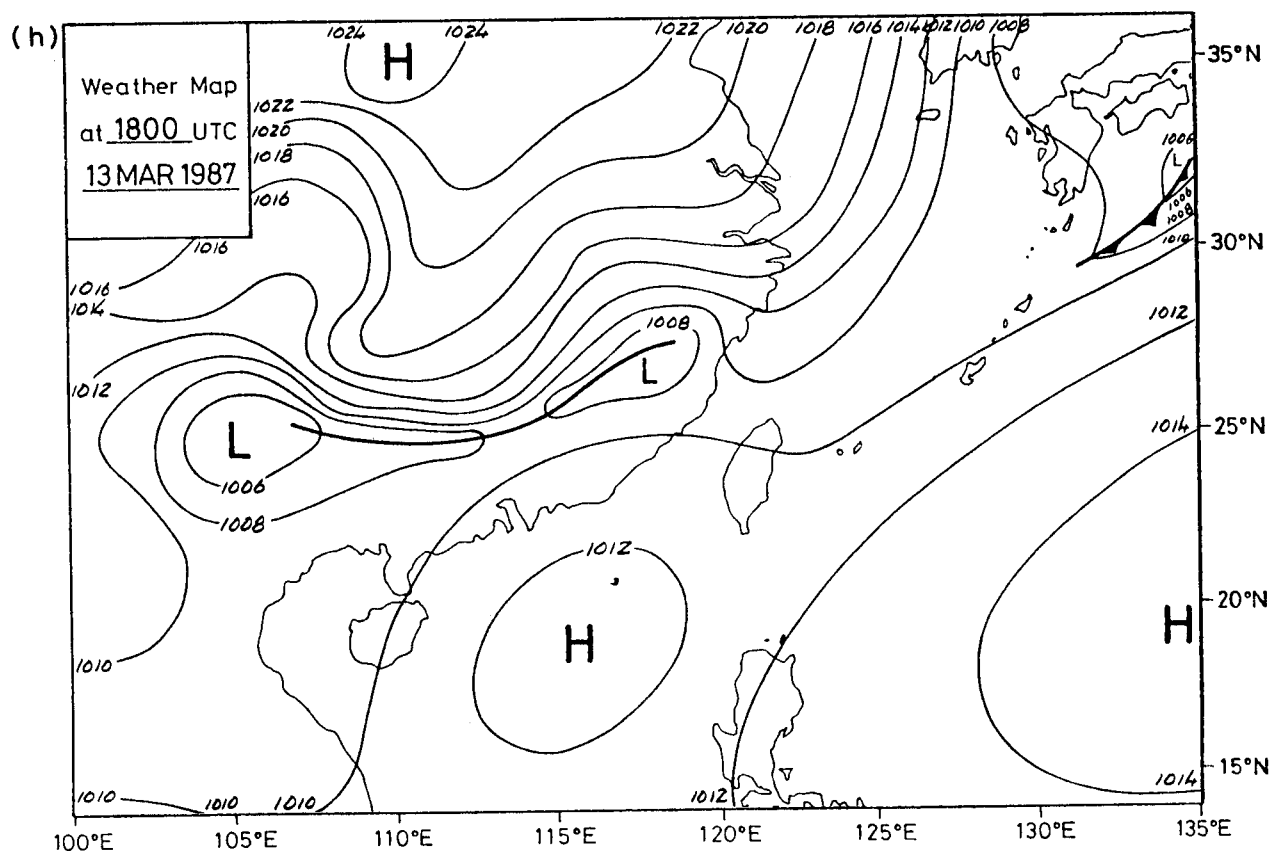 (h)
Weather Map
at 1800 UTC
13 MAR 1987
1024
1024
1022
1020
1018
1016
1014
1012
1010
1008
35°N
H
1022
1020
1018
1016
1016
1016
1014
1012
1006
L
1006
1008
1010
30°N
1012
1008
L
L
1006
1008
1014
25°N
1012
H
20°N
H
1010
15°N
1010
1010
1010
1012
1014
100°E
105°E
110°E
115°E
120°E
125°E
130°E
135°E